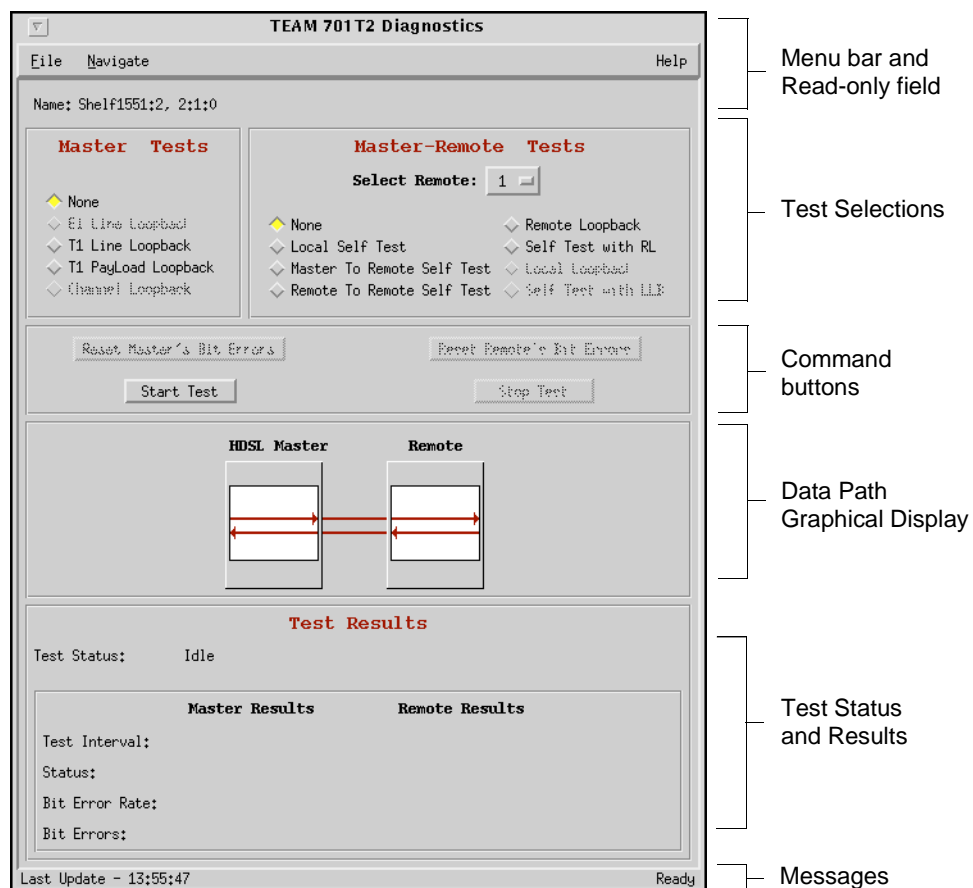 TEAM 701T2 Diagnostics
File Navigate Help
Menu bar and
Read-only field
Name: Shelf1551:2, 2:1:0
Master Tests
None
E1 Line Loopback
T1 Line Loopback
T1 PayLoad Loopback
Channel Loopback
Master-Remote Tests
Select Remote: 1
None
Local Self Test
Master To Remote Self Test
Remote To Remote Self Test
Remote Loopback
Self Test with RL
Local Loopback
Self Test with LLB
Test Selections
Reset Master's Bit Errors
Reset Remote's Bit Errors
Start Test
Stop Test
Command
buttons
HDSL Master
Remote
Data Path
Graphical Display
Test Results
Test Status: Idle
Master Results Remote Results
Test Interval:
Status:
Bit Error Rate:
Bit Errors:
Test Status
and Results
Last Update - 13:55:47
Ready
Messages